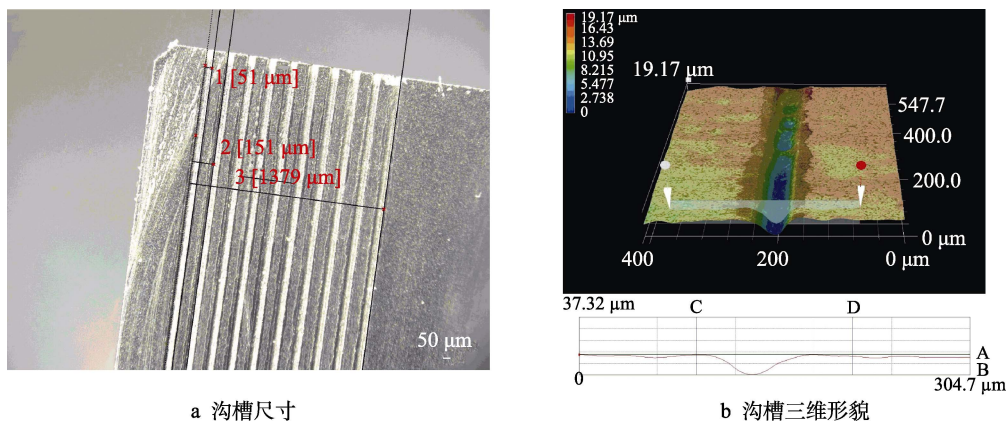 1 [51 μm]
2 [151 μm]
3 [1379 μm]
50 μm
a 沟槽尺寸
19.17 μm
16.43
13.69
10.95
8.215
5.477
2.738
0
19.17 μm
547.7
400.0
200.0
0 μm
400
200
0 μm
37.32 μm
C
D
A
B
0
304.7 μm
b 沟槽三维形貌